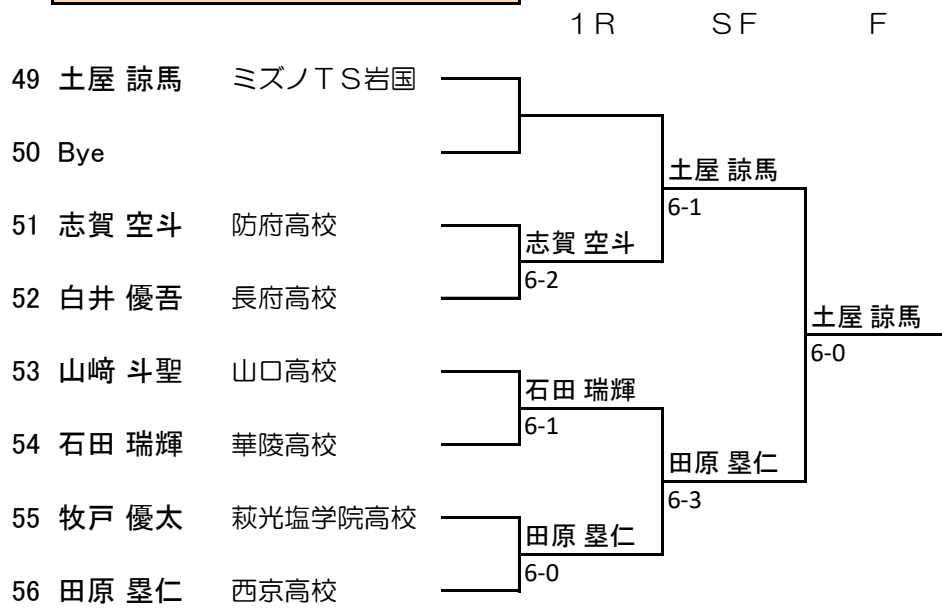 1R SF F
49 土屋 諒馬 ミズノTS岩国
50 Bye
土屋 諒馬
6-1
51 志賀 空斗 防府高校
志賀 空斗
6-2
52 白井 優吾 長府高校
土屋 諒馬
6-0
53 山﨑 斗聖 山口高校
石田 瑞輝
6-1
54 石田 瑞輝 華陵高校
田原 塁仁
6-3
55 牧戸 優太 萩光塩学院高校
田原 塁仁
6-0
56 田原 塁仁 西京高校